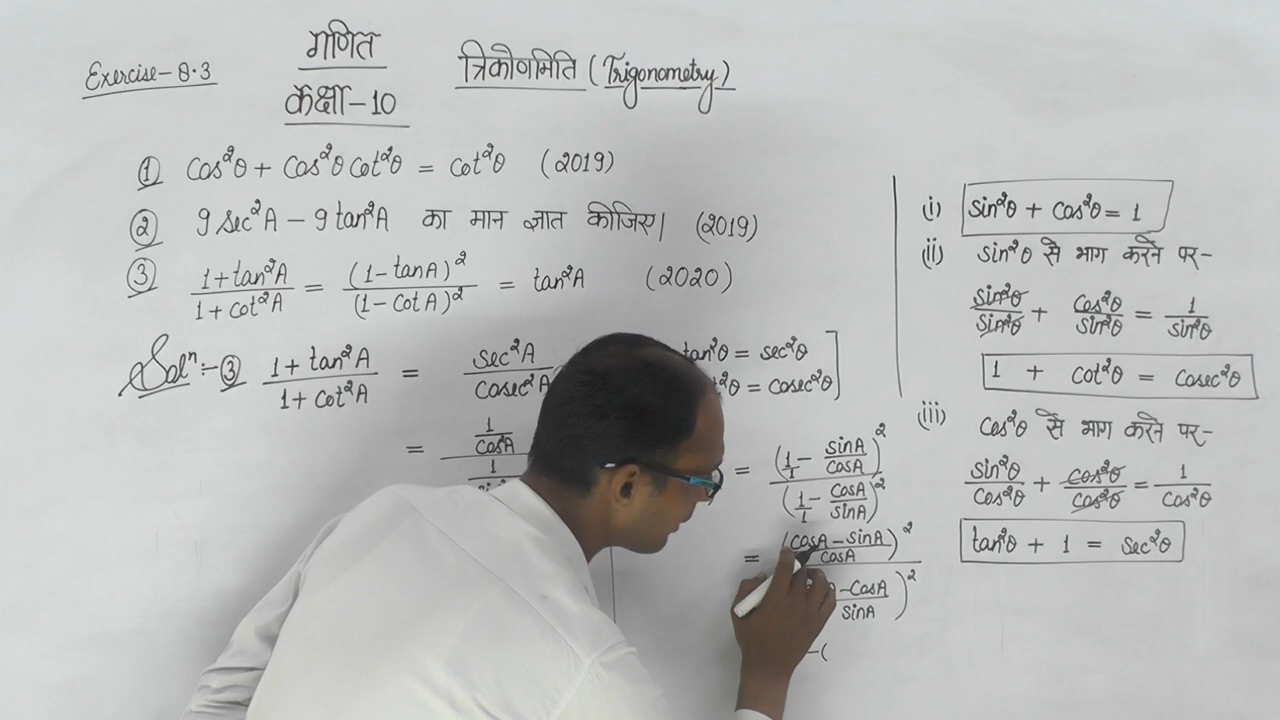 Exercise-8.3
गणित
कक्षा-10
त्रिकोणमिति (Trigonometry)
① cos²θ + cos²θ cot²θ = cot²θ (2019)
② 9 sec²A - 9 tan²A का मान ज्ञात कीजिए। (2019)
③ (1+tan²A)/(1+cot²A) = (1-tanA)²/(1-cotA)² = tan²A (2020)
Solⁿ:-③ (1+tan²A)/(1+cot²A) = sec²A/cosec²A
tan²θ = sec²θ
cot²θ = cosec²θ]
= (1/cos²A)/(1/
= (1/1 - sinA/cosA)²/(1/1 - cosA/sinA)²
= ((cosA-sinA)/cosA)²/(-cosA/sinA)²
-(
(i) sin²θ + cos²θ = 1
(ii) sin²θ से भाग करने पर-
sin²θ/sin²θ + cos²θ/sin²θ = 1/sin²θ
1 + cot²θ = cosec²θ
(iii) cos²θ से भाग करने पर-
sin²θ/cos²θ + cos²θ/cos²θ = 1/cos²θ
tan²θ + 1 = sec²θ